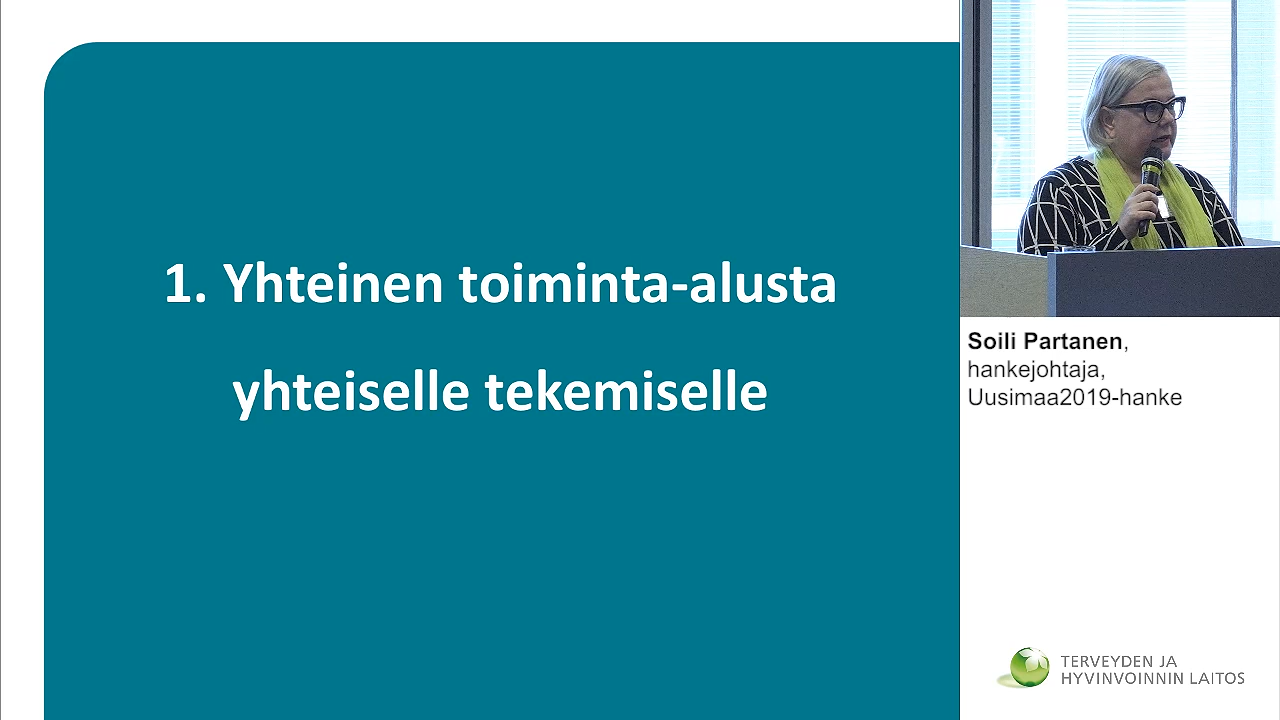 1. Yhteinen toiminta-alusta
yhteiselle tekemiselle
Soili Partanen,
hankejohtaja,
Uusimaa2019-hanke
TERVEYDEN JA
HYVINVOINNIN LAITOS